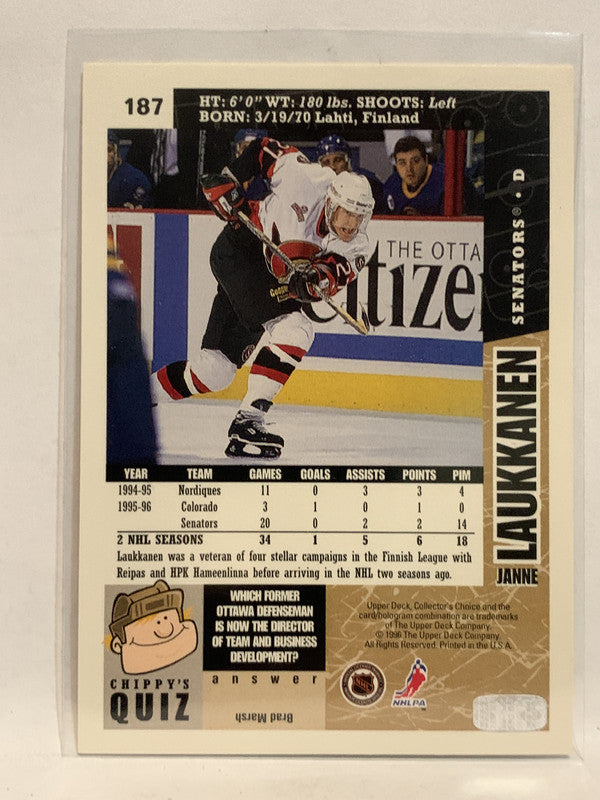 187
HT: 6'0" WT: 180 lbs. SHOOTS: Left
BORN: 3/19/70 Lahti, Finland
THE OTTA
itize
SENATORS® • D
JANNE LAUKKANEN
YEAR TEAM GAMES GOALS ASSISTS POINTS PIM
1994-95 Nordiques 11 0 3 3 4
1995-96 Colorado 3 1 0 1 0
Senators 20 0 2 2 14
2 NHL SEASONS 34 1 5 6 18
Laukkanen was a veteran of four stellar campaigns in the Finnish League with
Reipas and HPK Hameenlinna before arriving in the NHL two seasons ago.
CHIPPY'S
QUIZ
WHICH FORMER
OTTAWA DEFENSEMAN
IS NOW THE DIRECTOR
OF TEAM AND BUSINESS
DEVELOPMENT?
answer
Brad Marsh
Upper Deck, Collector's Choice and the
card/hologram combination are trademarks
of The Upper Deck Company.
© 1996 The Upper Deck Company.
All Rights Reserved. Printed in the U.S.A.
NHL
NHLPA